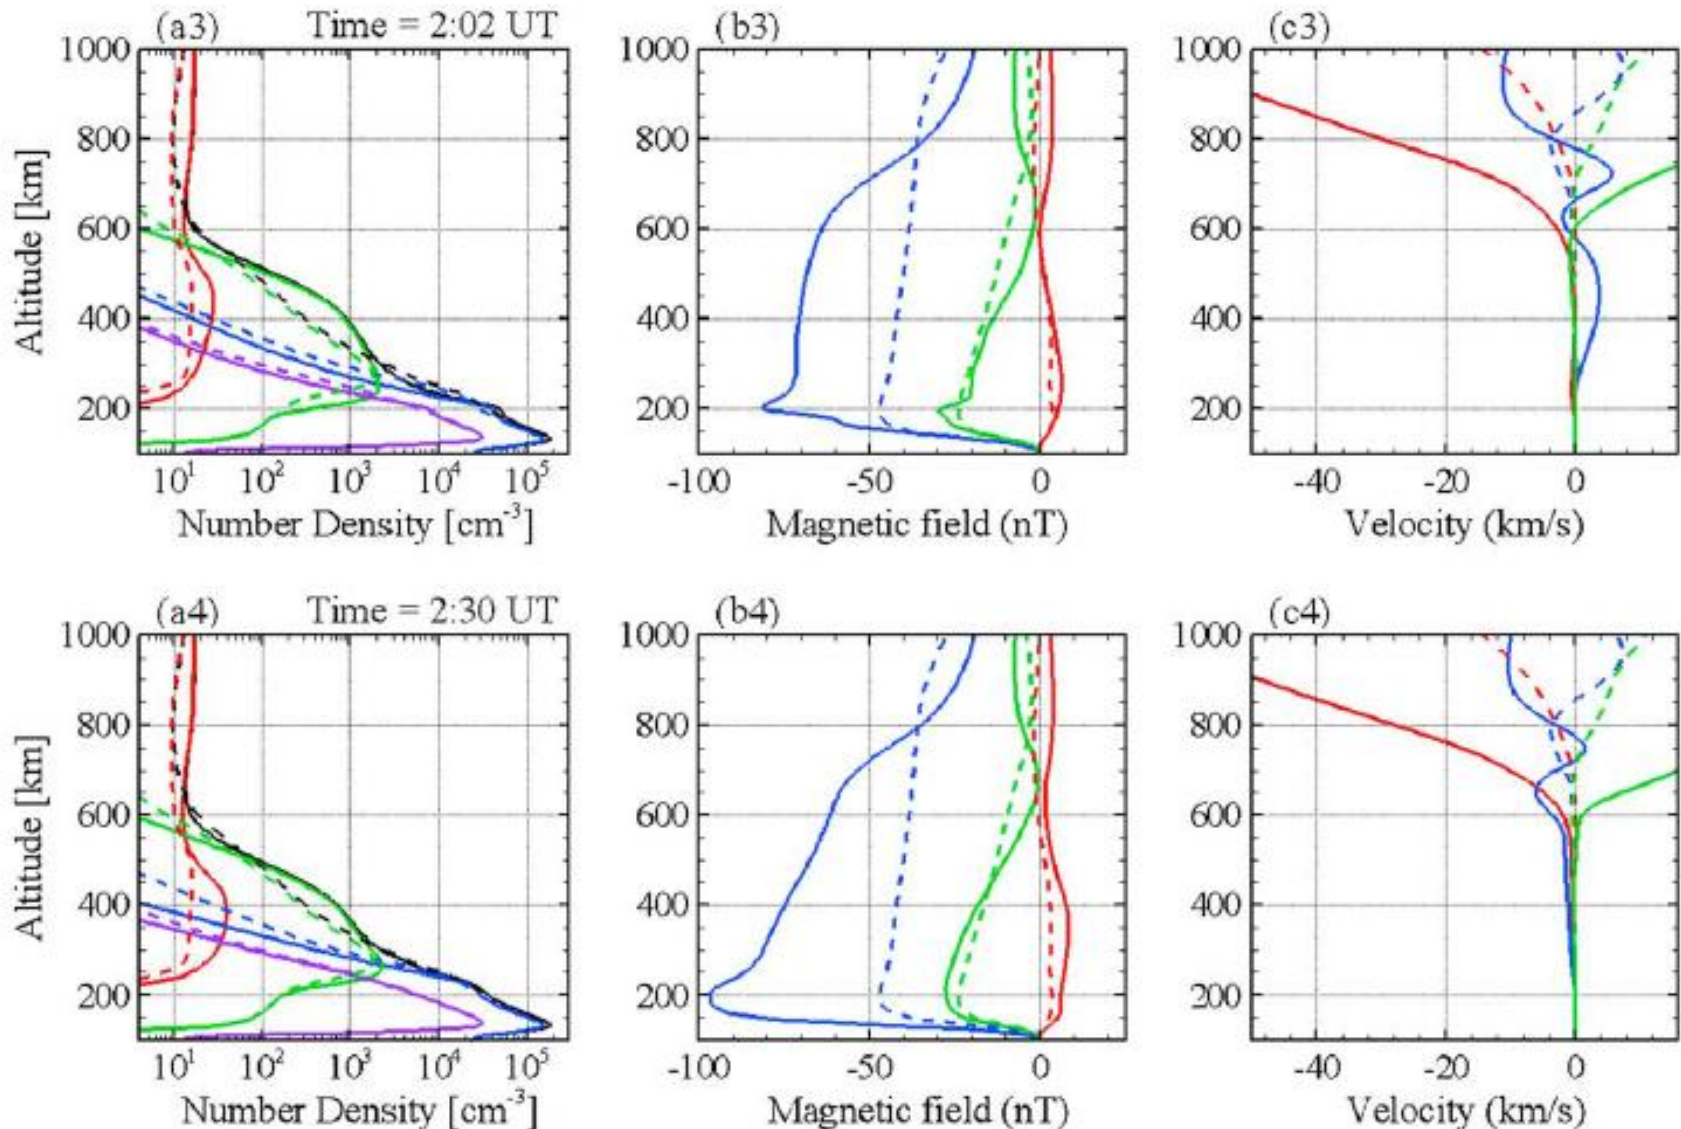 (a3) Time = 2:02 UT
1000
800
600
400
200
Altitude [km]
10¹ 10² 10³ 10⁴ 10⁵
Number Density [cm⁻³]
(b3)
1000
800
600
400
200
-100 -50 0
Magnetic field (nT)
(c3)
1000
800
600
400
200
-40 -20 0
Velocity (km/s)
(a4) Time = 2:30 UT
1000
800
600
400
200
Altitude [km]
10¹ 10² 10³ 10⁴ 10⁵
Number Density [cm⁻³]
(b4)
1000
800
600
400
200
-100 -50 0
Magnetic field (nT)
(c4)
1000
800
600
400
200
-40 -20 0
Velocity (km/s)